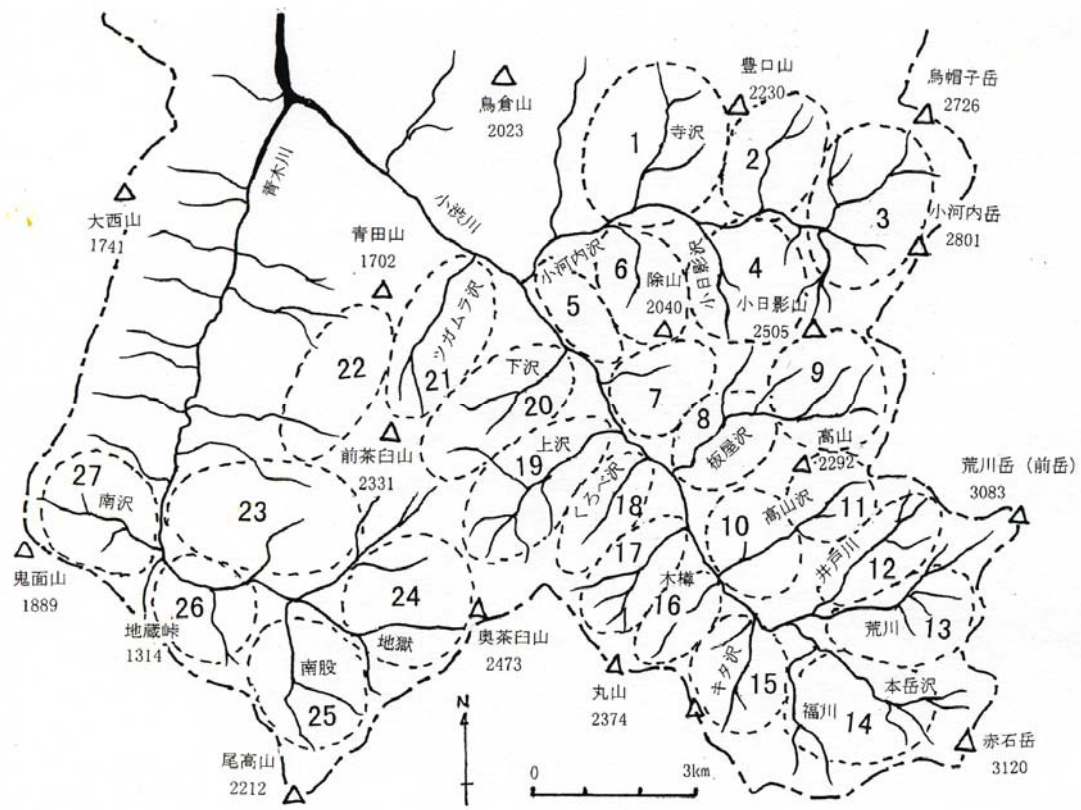 豊口山
2230
烏帽子岳
2726
鳥倉山
2023
1
寺沢
2
3
青木川
小渋川
大西山
1741
青田山
1702
小河内沢
6
除山
2040
小日影沢
4
小日影山
2505
小河内岳
2801
5
ツガムラ沢
22
21
下沢
20
7
9
8
板屋沢
高山
2292
前茶臼山
2331
上沢
19
くろべ沢
18
荒川岳(前岳)
3083
27
南沢
23
10
高山沢
11
井戸川
12
17
木樽
16
鬼面山
1889
26
地蔵峠
1314
24
地獄
奥茶臼山
2473
荒川
13
南股
25
丸山
2374
キタ沢
15
福川
14
本岳沢
赤石岳
3120
尾高山
2212
N
0
3km